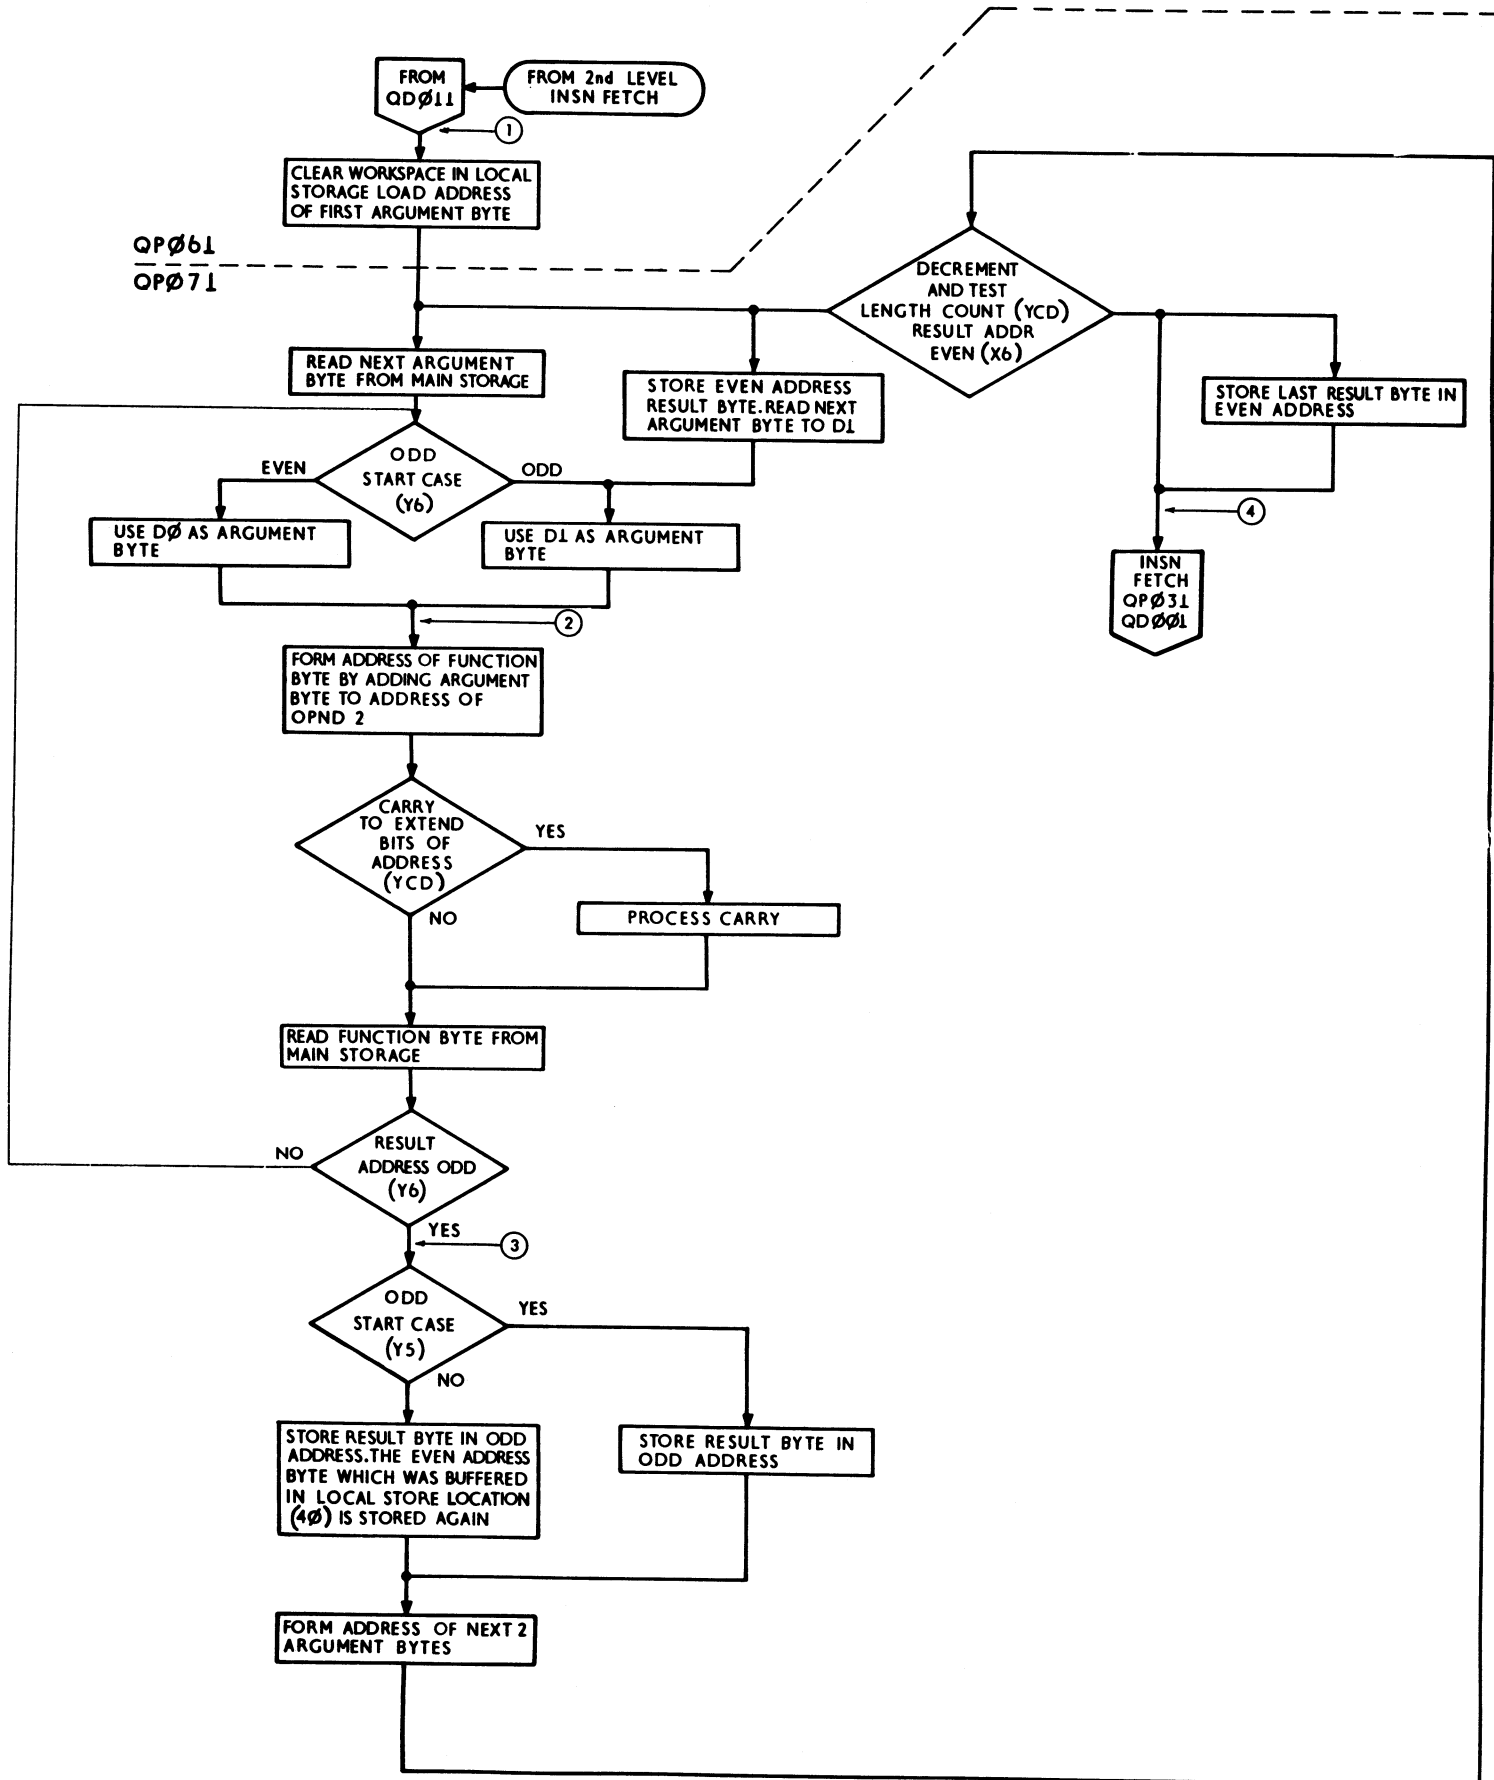 FROM
QDØ11
FROM 2nd LEVEL
INSN FETCH
1
CLEAR WORKSPACE IN LOCAL
STORAGE LOAD ADDRESS
OF FIRST ARGUMENT BYTE
QPØ61
QPØ71
DECREMENT
AND TEST
LENGTH COUNT (YCD)
RESULT ADDR
EVEN (X6)
READ NEXT ARGUMENT
BYTE FROM MAIN STORAGE
STORE EVEN ADDRESS
RESULT BYTE. READ NEXT
ARGUMENT BYTE TO D1
STORE LAST RESULT BYTE IN
EVEN ADDRESS
ODD
START CASE
(Y6)
EVEN
ODD
USE DØ AS ARGUMENT
BYTE
USE D1 AS ARGUMENT
BYTE
4
INSN
FETCH
QPØ31
QDØØ1
2
FORM ADDRESS OF FUNCTION
BYTE BY ADDING ARGUMENT
BYTE TO ADDRESS OF
OPND 2
CARRY
TO EXTEND
BITS OF
ADDRESS
(YCD)
YES
NO
PROCESS CARRY
READ FUNCTION BYTE FROM
MAIN STORAGE
RESULT
ADDRESS ODD
(Y6)
NO
YES
3
ODD
START CASE
(Y5)
YES
NO
STORE RESULT BYTE IN ODD
ADDRESS. THE EVEN ADDRESS
BYTE WHICH WAS BUFFERED
IN LOCAL STORE LOCATION
(4Ø) IS STORED AGAIN
STORE RESULT BYTE IN
ODD ADDRESS
FORM ADDRESS OF NEXT 2
ARGUMENT BYTES